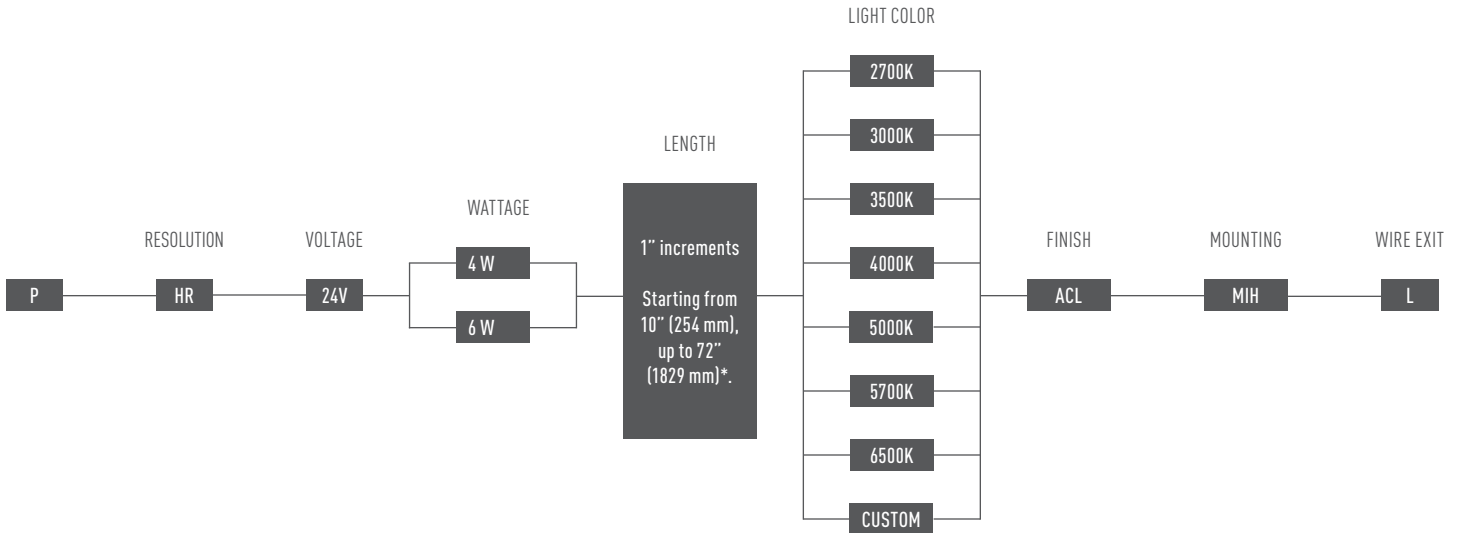 LIGHT COLOR
2700K
3000K
LENGTH
3500K
WATTAGE
1” increments
RESOLUTION
VOLTAGE
4 W
4000K
FINISH
MOUNTING
WIRE EXIT
P
HR
24V
Starting from
10” (254 mm),
up to 72”
(1829 mm)*.
ACL
MIH
L
6 W
5000K
5700K
6500K
CUSTOM